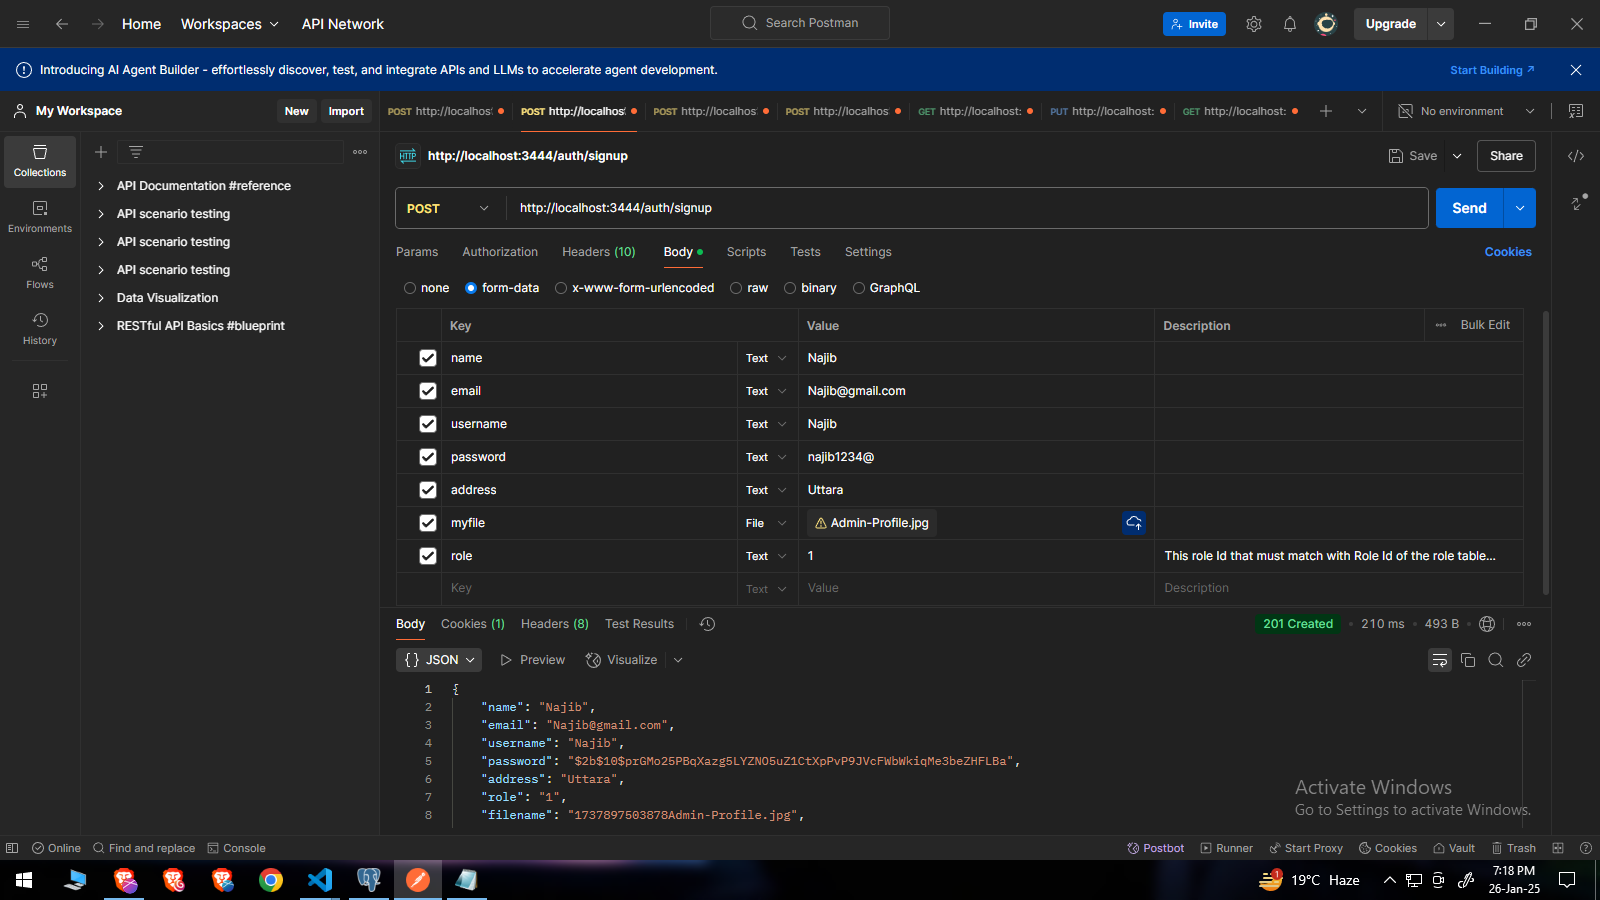 Home Workspaces API Network Search Postman Invite Upgrade
Introducing AI Agent Builder - effortlessly discover, test, and integrate APIs and LLMs to accelerate agent development. Start Building
My Workspace New Import POST http://localhost POST http://localhost POST http://localhost POST http://localhost GET http://localhost: PUT http://localhost: GET http://localhost: No environment
HTTP http://localhost:3444/auth/signup Save Share
Collections
Environments
Flows
History
API Documentation #reference
API scenario testing
API scenario testing
API scenario testing
Data Visualization
RESTful API Basics #blueprint
POST http://localhost:3444/auth/signup Send
Params Authorization Headers (10) Body Scripts Tests Settings Cookies
none form-data x-www-form-urlencoded raw binary GraphQL
Key Value Description Bulk Edit
name Text Najib
email Text Najib@gmail.com
username Text Najib
password Text najib1234@
address Text Uttara
myfile File Admin-Profile.jpg
role Text 1 This role Id that must match with Role Id of the role table...
Key Text Value Description
Body Cookies (1) Headers (8) Test Results 201 Created 210 ms 493 B
{} JSON Preview Visualize
1 {
2 "name": "Najib",
3 "email": "Najib@gmail.com",
4 "username": "Najib",
5 "password": "$2b$10$prGMo25PBqXazg5LYZNO5uZ1CtXpPvP9JVcFWbWkiqMe3beZHFLBa",
6 "address": "Uttara",
7 "role": "1",
8 "filename": "1737897503878Admin-Profile.jpg",
Activate Windows
Go to Settings to activate Windows.
Online Find and replace Console Postbot Runner Start Proxy Cookies Vault Trash
1 19°C Haze 7:18 PM
26-Jan-25